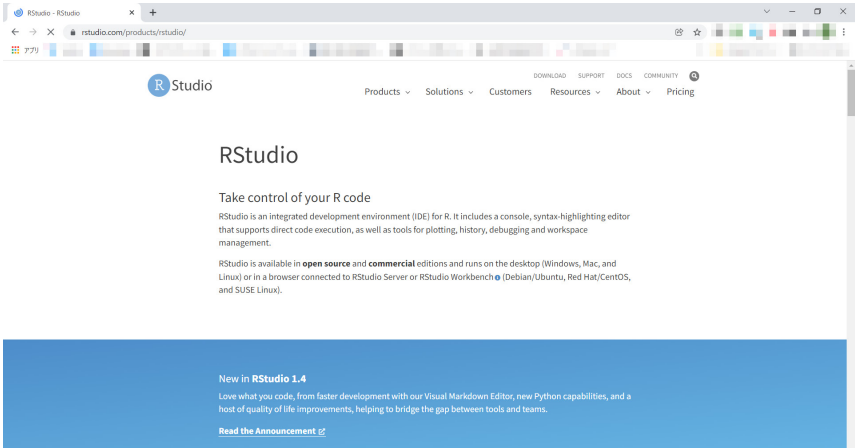 RStudio - RStudio
rstudio.com/products/rstudio/
アプリ
R Studio
DOWNLOAD SUPPORT DOCS COMMUNITY
Products Solutions Customers Resources About Pricing
RStudio
Take control of your R code
RStudio is an integrated development environment (IDE) for R. It includes a console, syntax-highlighting editor
that supports direct code execution, as well as tools for plotting, history, debugging and workspace
management.
RStudio is available in open source and commercial editions and runs on the desktop (Windows, Mac, and
Linux) or in a browser connected to RStudio Server or RStudio Workbench (Debian/Ubuntu, Red Hat/CentOS,
and SUSE Linux).
New in RStudio 1.4
Love what you code, from faster development with our Visual Markdown Editor, new Python capabilities, and a
host of quality of life improvements, helping to bridge the gap between tools and teams.
Read the Announcement